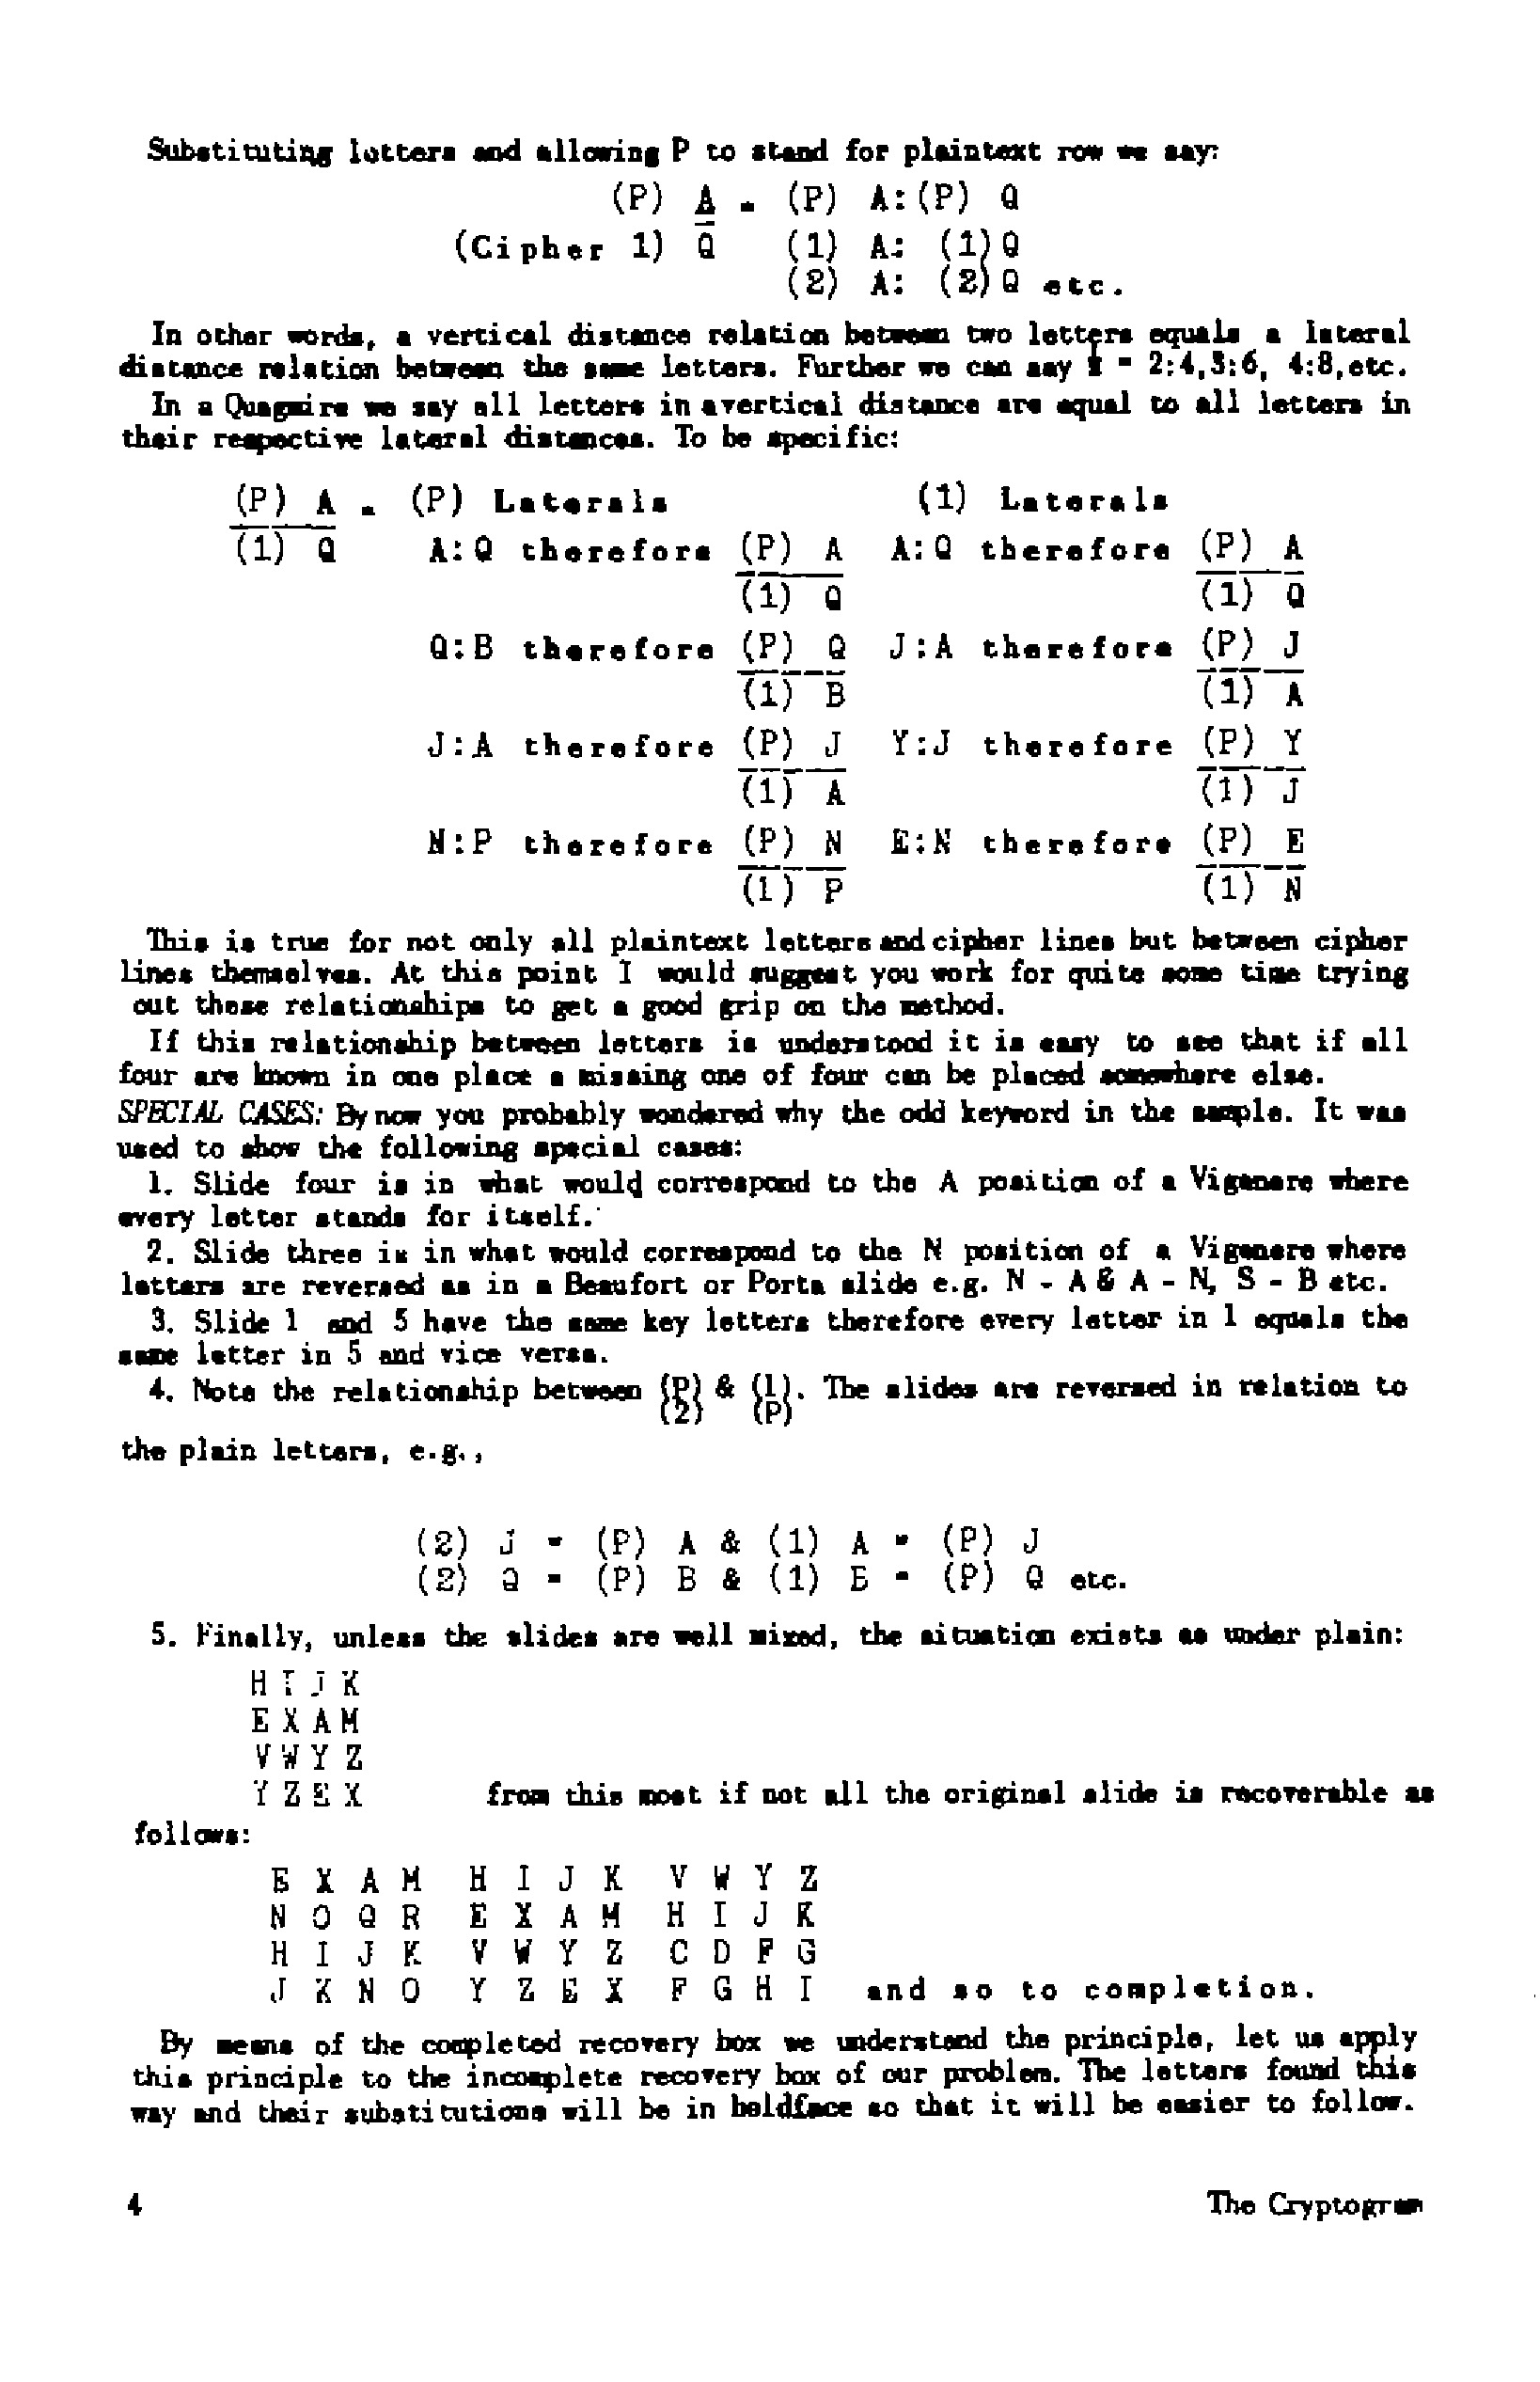 Substituting letters and allowing P to stand for plaintext row we say:
(P) A = (P) A:(P) Q
(Cipher 1) Q (1) A: (1)Q
(2) A: (2)Q etc.
In other words, a vertical distance relation between two letters equals a lateral
distance relation between the same letters. Further we can say = 2:4,3:6, 4:8,etc.
In a Quagmire we say all letters in a vertical distance are equal to all letters in
their respective lateral distances. To be specific:
(P) A = (P) Laterals (1) Laterals
(1) Q A:Q therefore (P) A A:Q therefore (P) A
(1) Q (1) Q
Q:B therefore (P) Q J:A therefore (P) J
(1) B (1) A
J:A therefore (P) J Y:J therefore (P) Y
(1) A (1) J
N:P therefore (P) N E:N therefore (P) E
(1) P (1) N
This is true for not only all plaintext letters and cipher lines but between cipher
lines themselves. At this point I would suggest you work for quite some time trying
out these relationships to get a good grip on the method.
If this relationship between letters is understood it is easy to see that if all
four are known in one place a missing one of four can be placed somewhere else.
SPECIAL CASES: By now you probably wondered why the odd keyword in the sample. It was
used to show the following special cases:
1. Slide four is in what would correspond to the A position of a Vigenere where
every letter stands for itself.
2. Slide three is in what would correspond to the N position of a Vigenere where
letters are reversed as in a Beaufort or Porta slide e.g. N - A & A - N, S - B etc.
3. Slide 1 and 5 have the same key letters therefore every letter in 1 equals the
same letter in 5 and vice versa.
4. Note the relationship between (P) & (1). The slides are reversed in relation to
(2) (P)
the plain letters, e.g.,
(2) J = (P) A & (1) A = (P) J
(2) Q = (P) B & (1) B = (P) Q etc.
5. Finally, unless the slides are well mixed, the situation exists as under plain:
H I J K
E X A M
V W Y Z
Y Z E X from this most if not all the original slide is recoverable as
follows:
E X A M H I J K V W Y Z
N O Q R E X A M H I J K
H I J K V W Y Z C D F G
J K N O Y Z E X F G H I and so to completion.
By means of the completed recovery box we understand the principle, let us apply
this principle to the incomplete recovery box of our problem. The letters found this
way and their substitutions will be in boldface so that it will be easier to follow.
4 The Cryptogram